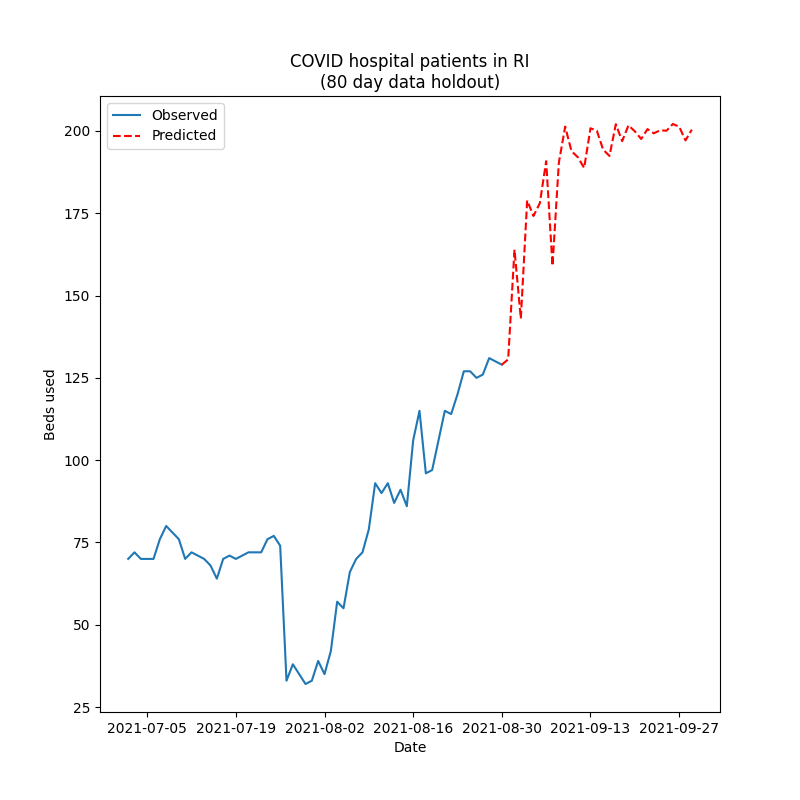 COVID hospital patients in RI
(80 day data holdout)
Observed
Predicted
200
175
150
125
100
75
50
25
Beds used
2021-07-05 2021-07-19 2021-08-02 2021-08-16 2021-08-30 2021-09-13 2021-09-27
Date